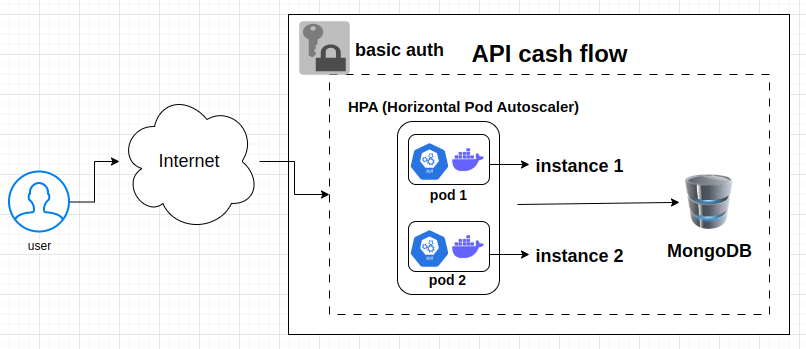 basic auth
API cash flow
HPA (Horizontal Pod Autoscaler)
Internet
user
pod 1
instance 1
pod 2
instance 2
MongoDB